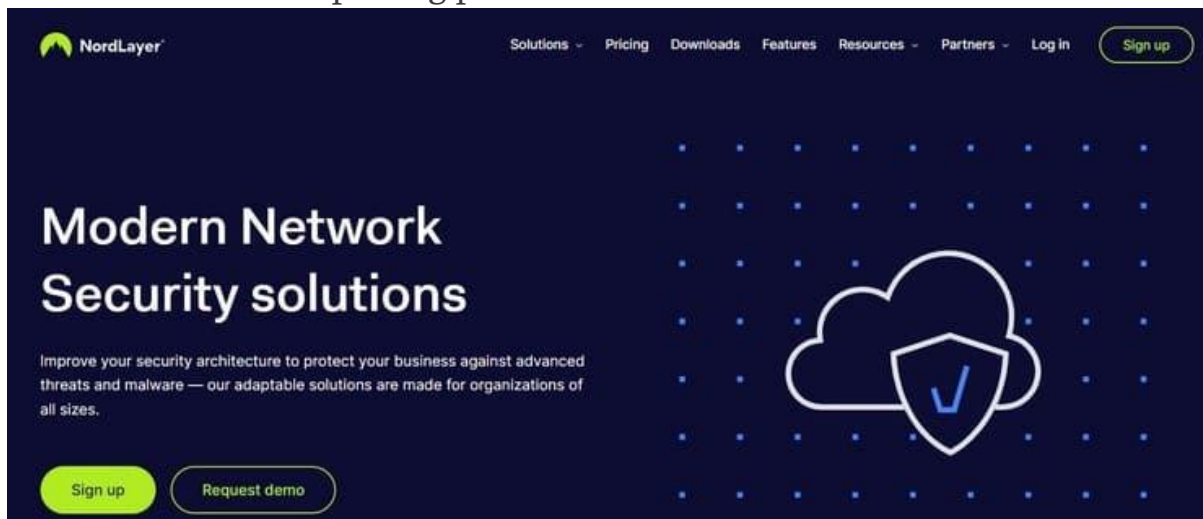 NordLayer®
Solutions Pricing Downloads Features Resources Partners Log in Sign up
Modern Network
Security solutions
Improve your security architecture to protect your business against advanced
threats and malware — our adaptable solutions are made for organizations of
all sizes.
Sign up Request demo